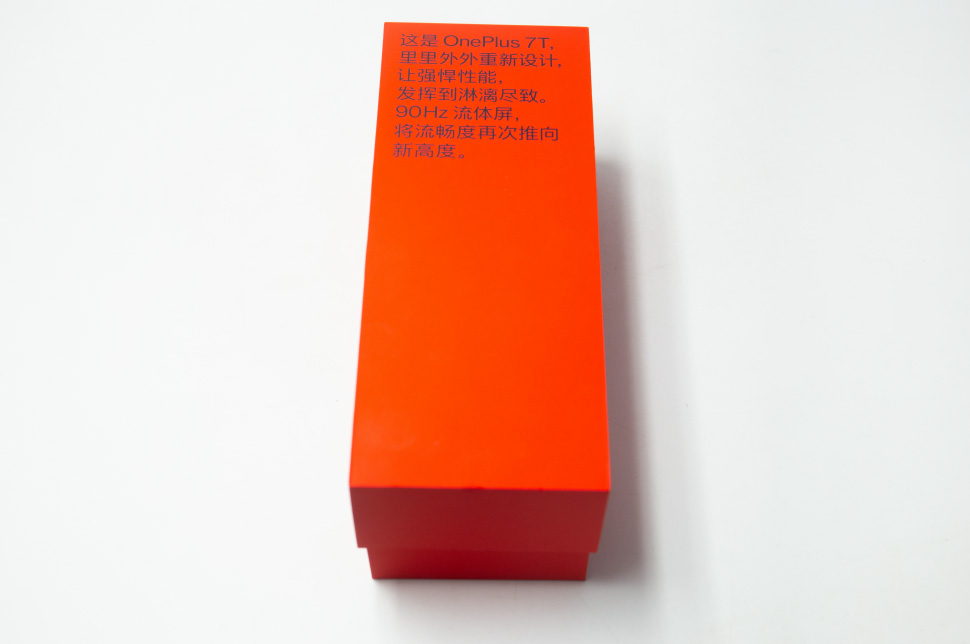 这是 OnePlus 7T,
里里外外重新设计,
让强悍性能,
发挥到淋漓尽致。
90Hz 流体屏,
将流畅度再次推向
新高度。